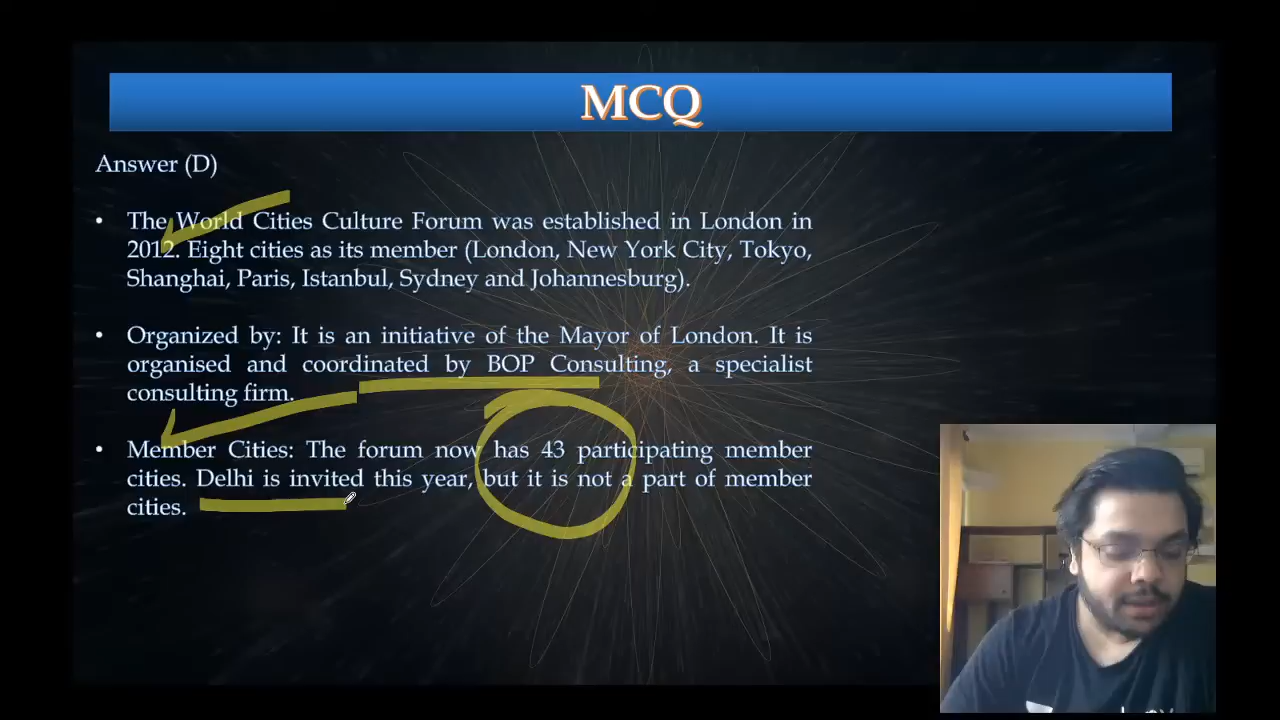 MCQ
Answer (D)
• The World Cities Culture Forum was established in London in
2012. Eight cities as its member (London, New York City, Tokyo,
Shanghai, Paris, Istanbul, Sydney and Johannesburg).
• Organized by: It is an initiative of the Mayor of London. It is
organised and coordinated by BOP Consulting, a specialist
consulting firm.
• Member Cities: The forum now has 43 participating member
cities. Delhi is invited this year, but it is not a part of member
cities.